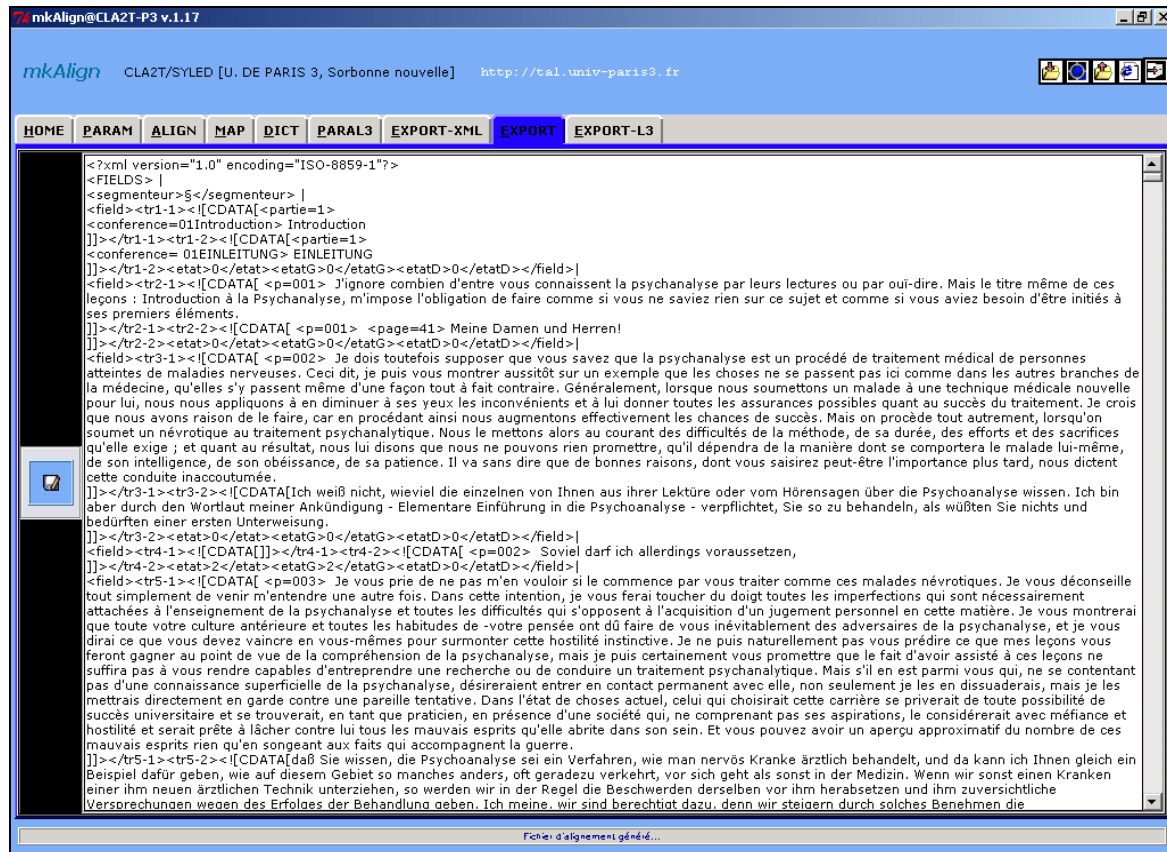 mkAlign@CLA2T-P3 v.1.17
mkAlign CLA2T/SYLED [U. DE PARIS 3, Sorbonne nouvelle] http://tal.univ-paris3.fr
HOME PARAM ALIGN MAP DICT PARAL3 EXPORT-XML EXPORT EXPORT-L3
<?xml version="1.0" encoding="ISO-8859-1"?>
<FIELDS> |
<segmenteur>§</segmenteur> |
<field><tr1-1><![CDATA[<partie=1>
<conference=01Introduction> Introduction
]]></tr1-1><tr1-2><![CDATA[<partie=1>
<conference= 01EINLEITUNG> EINLEITUNG
]]></tr1-2><etat>0</etat><etatG>0</etatG><etatD>0</etatD></field>|
<field><tr2-1><![CDATA[ <p=001> J'ignore combien d'entre vous connaissent la psychanalyse par leurs lectures ou par ouï-dire. Mais le titre même de ces
leçons : Introduction à la Psychanalyse, m'impose l'obligation de faire comme si vous ne saviez rien sur ce sujet et comme si vous aviez besoin d'être initiés à
ses premiers éléments.
]]></tr2-1><tr2-2><![CDATA[ <p=001> <page=41> Meine Damen und Herren!
]]></tr2-2><etat>0</etat><etatG>0</etatG><etatD>0</etatD></field>|
<field><tr3-1><![CDATA[ <p=002> Je dois toutefois supposer que vous savez que la psychanalyse est un procédé de traitement médical de personnes
atteintes de maladies nerveuses. Ceci dit, je puis vous montrer aussitôt sur un exemple que les choses ne se passent pas ici comme dans les autres branches de
la médecine, qu'elles s'y passent même d'une façon tout à fait contraire. Généralement, lorsque nous soumettons un malade à une technique médicale nouvelle
pour lui, nous nous appliquons à en diminuer à ses yeux les inconvénients et à lui donner toutes les assurances possibles quant au succès du traitement. Je crois
que nous avons raison de le faire, car en procédant ainsi nous augmentons effectivement les chances de succès. Mais on procède tout autrement, lorsqu'on
soumet un névrotique au traitement psychanalytique. Nous le mettons alors au courant des difficultés de la méthode, de sa durée, des efforts et des sacrifices
qu'elle exige ; et quant au résultat, nous lui disons que nous ne pouvons rien promettre, qu'il dépendra de la manière dont se comportera le malade lui-même,
de son intelligence, de son obéissance, de sa patience. Il va sans dire que de bonnes raisons, dont vous saisirez peut-être l'importance plus tard, nous dictent
cette conduite inaccoutumée.
]]></tr3-1><tr3-2><![CDATA[Ich weiß nicht, wieviel die einzelnen von Ihnen aus ihrer Lektüre oder vom Hörensagen über die Psychoanalyse wissen. Ich bin
aber durch den Wortlaut meiner Ankündigung - Elementare Einführung in die Psychoanalyse - verpflichtet, Sie so zu behandeln, als wüßten Sie nichts und
bedürften einer ersten Unterweisung.
]]></tr3-2><etat>0</etat><etatG>0</etatG><etatD>0</etatD></field>|
<field><tr4-1><![CDATA[]]></tr4-1><tr4-2><![CDATA[ <p=002> Soviel darf ich allerdings voraussetzen,
]]></tr4-2><etat>2</etat><etatG>2</etatG><etatD>0</etatD></field>|
<field><tr5-1><![CDATA[ <p=003> Je vous prie de ne pas m'en vouloir si le commence par vous traiter comme ces malades névrotiques. Je vous déconseille
tout simplement de venir m'entendre une autre fois. Dans cette intention, je vous ferai toucher du doigt toutes les imperfections qui sont nécessairement
attachées à l'enseignement de la psychanalyse et toutes les difficultés qui s'opposent à l'acquisition d'un jugement personnel en cette matière. Je vous montrerai
que toute votre culture antérieure et toutes les habitudes de -votre pensée ont dû faire de vous inévitablement des adversaires de la psychanalyse, et je vous
dirai ce que vous devez vaincre en vous-mêmes pour surmonter cette hostilité instinctive. Je ne puis naturellement pas vous prédire ce que mes leçons vous
feront gagner au point de vue de la compréhension de la psychanalyse, mais je puis certainement vous promettre que le fait d'avoir assisté à ces leçons ne
suffira pas à vous rendre capables d'entreprendre une recherche ou de conduire un traitement psychanalytique. Mais s'il en est parmi vous qui, ne se contentant
pas d'une connaissance superficielle de la psychanalyse, désireraient entrer en contact permanent avec elle, non seulement je les en dissuaderais, mais je les
mettrais directement en garde contre une pareille tentative. Dans l'état de choses actuel, celui qui choisirait cette carrière se priverait de toute possibilité de
succès universitaire et se trouverait, en tant que praticien, en présence d'une société qui, ne comprenant pas ses aspirations, le considérerait avec méfiance et
hostilité et serait prête à lâcher contre lui tous les mauvais esprits qu'elle abrite dans son sein. Et vous pouvez avoir un aperçu approximatif du nombre de ces
mauvais esprits rien qu'en songeant aux faits qui accompagnent la guerre.
]]></tr5-1><tr5-2><![CDATA[daß Sie wissen, die Psychoanalyse sei ein Verfahren, wie man nervös Kranke ärztlich behandelt, und da kann ich Ihnen gleich ein
Beispiel dafür geben, wie auf diesem Gebiet so manches anders, oft geradezu verkehrt, vor sich geht als sonst in der Medizin. Wenn wir sonst einen Kranken
einer ihm neuen ärztlichen Technik unterziehen, so werden wir in der Regel die Beschwerden derselben vor ihm herabsetzen und ihm zuversichtliche
Versprechungen wegen des Erfolges der Behandlung geben. Ich meine, wir sind berechtigt dazu, denn wir steigern durch solches Benehmen die
Fichier d'alignement généré...